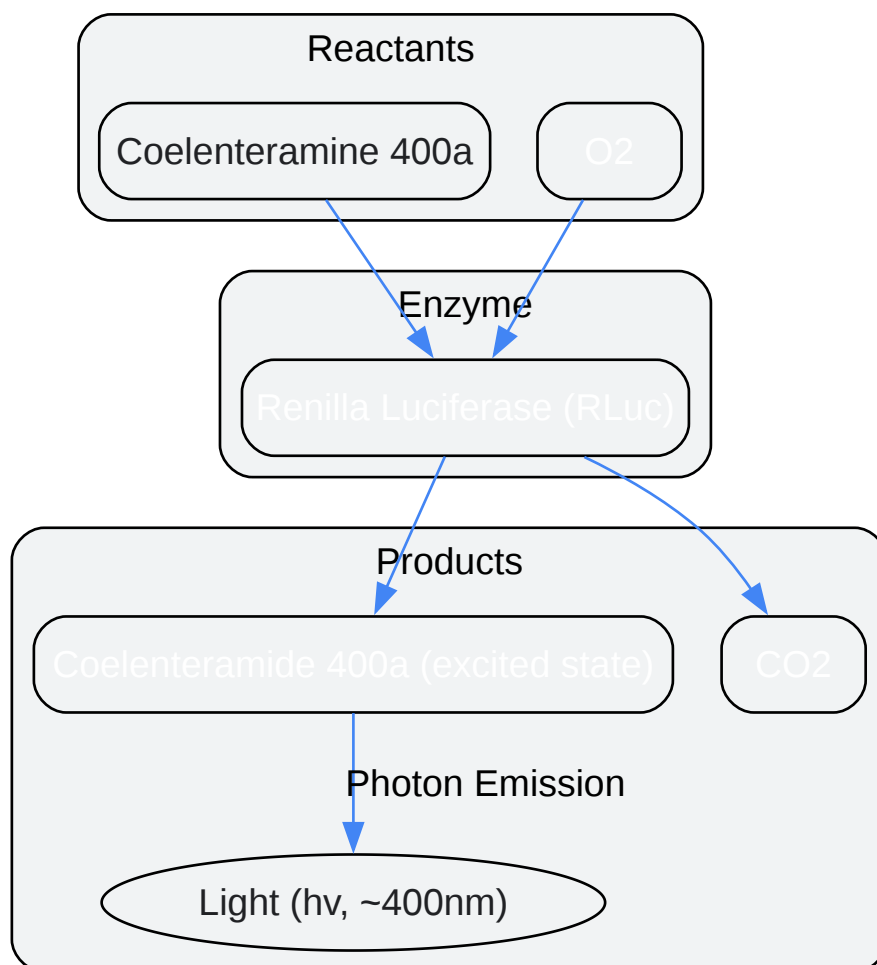 Reactants
Coelenteramine 400a
O2
Enzyme
Renilla Luciferase (RLuc)
Products
Coelenteramide 400a (excited state)
CO2
Photon Emission
Light (hv, ~400nm)